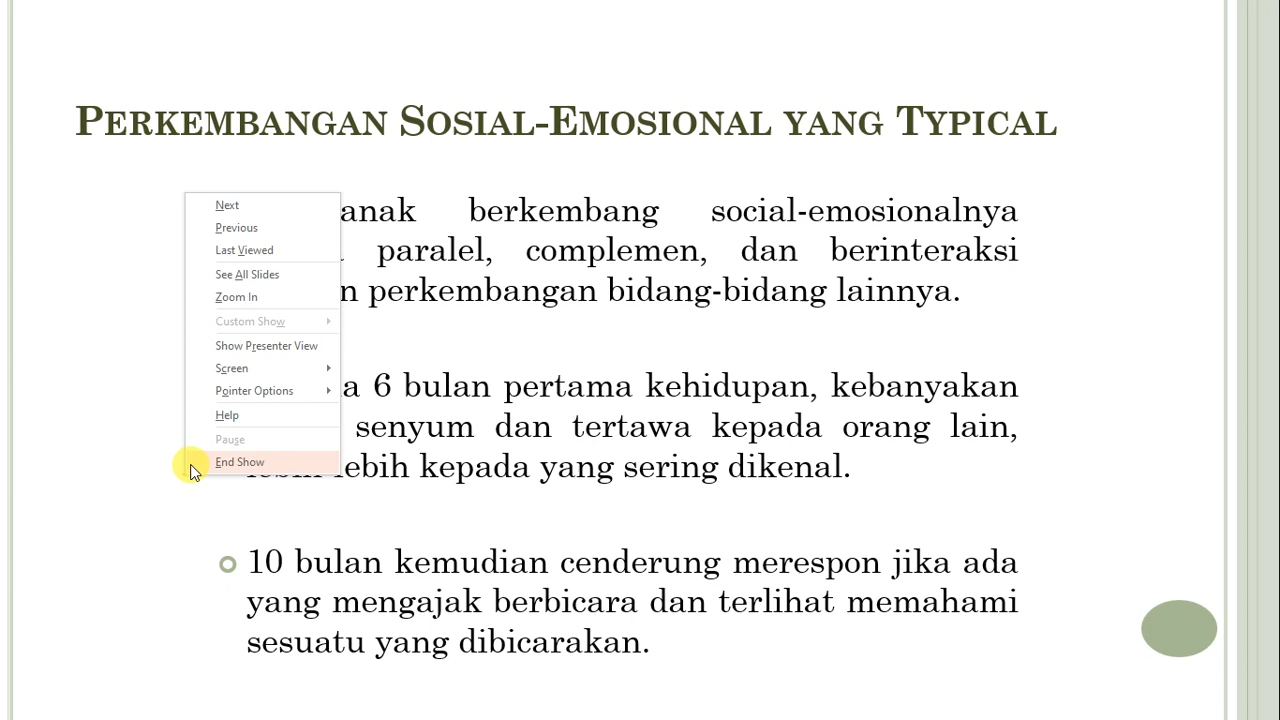 PERKEMBANGAN SOSIAL-EMOSIONAL YANG TYPICAL
Next
Previous
Last Viewed
See All Slides
Zoom In
Custom Show
Show Presenter View
Screen
Pointer Options
Help
Pause
End Show
anak berkembang social-emosionalnya
paralel, complemen, dan berinteraksi
perkembangan bidang-bidang lainnya.
6 bulan pertama kehidupan, kebanyakan
senyum dan tertawa kepada orang lain,
lebih kepada yang sering dikenal.
10 bulan kemudian cenderung merespon jika ada
yang mengajak berbicara dan terlihat memahami
sesuatu yang dibicarakan.